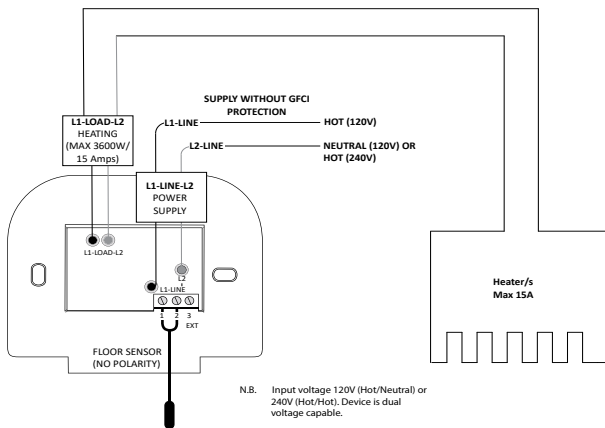 SUPPLY WITHOUT GFCI
PROTECTION
L1-LINE
HOT (120V)
L2-LINE
NEUTRAL (120V) OR
HOT (240V)
L1-LOAD-L2
HEATING
(MAX 3600W/
15 Amps)
L1-LINE-L2
POWER
SUPPLY
L1-LOAD-L2
L2
L1-LINE
1 2 3
EXT
FLOOR SENSOR
(NO POLARITY)
Heater/s
Max 15A
N.B. Input voltage 120V (Hot/Neutral) or
240V (Hot/Hot). Device is dual
voltage capable.